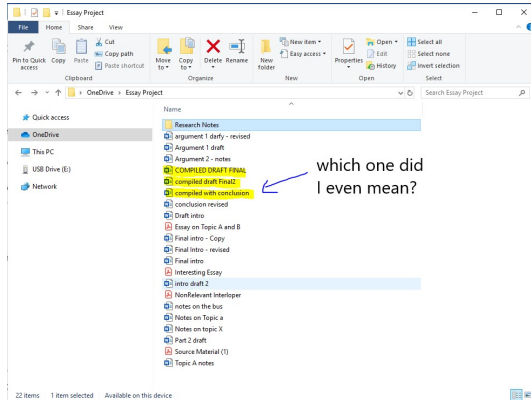 Essay Project
File Home Share View
Pin to Quick access
Copy
Paste
Cut
Copy path
Paste shortcut
Clipboard
Move to
Copy to
Delete
Rename
Organize
New folder
New item
Easy access
New
Properties
Open
Edit
History
Open
Select all
Select none
Invert selection
Select
OneDrive > Essay Project
Search Essay Project
Quick access
OneDrive
This PC
USB Drive (E:)
Network
Name
Research Notes
argument 1 darfy - revised
Argument 1 draft
Argument 2 - notes
COMPILED DRAFT FINAL
compiled draft Final2
compiled with conclusion
conclusion revised
Draft intro
Essay on Topic A and B
Final intro - Copy
Final Intro - revised
Final intro
Interesting Essay
intro draft 2
NonRelevant Interloper
notes on the bus
Notes on Topic a
Notes on topic X
Part 2 draft
Source Material (1)
Topic A notes
which one did
I even mean?
22 items 1 item selected Available on this device